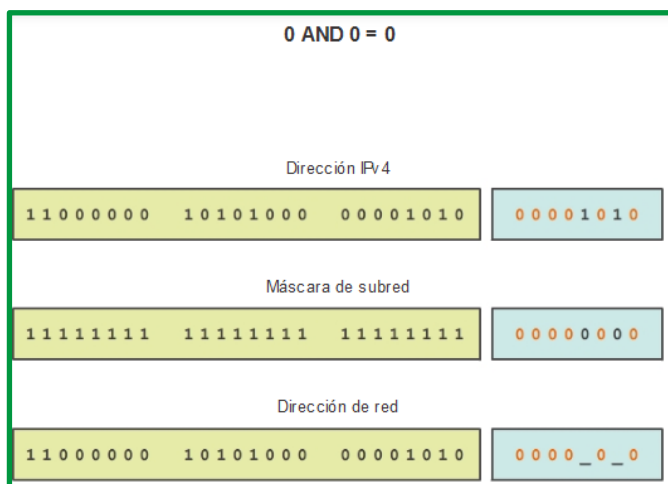 0 AND 0 = 0
Dirección IPv4
11000000 10101000 00001010 00001010
Máscara de subred
11111111 11111111 11111111 00000000
Dirección de red
11000000 10101000 00001010 0000_0_0